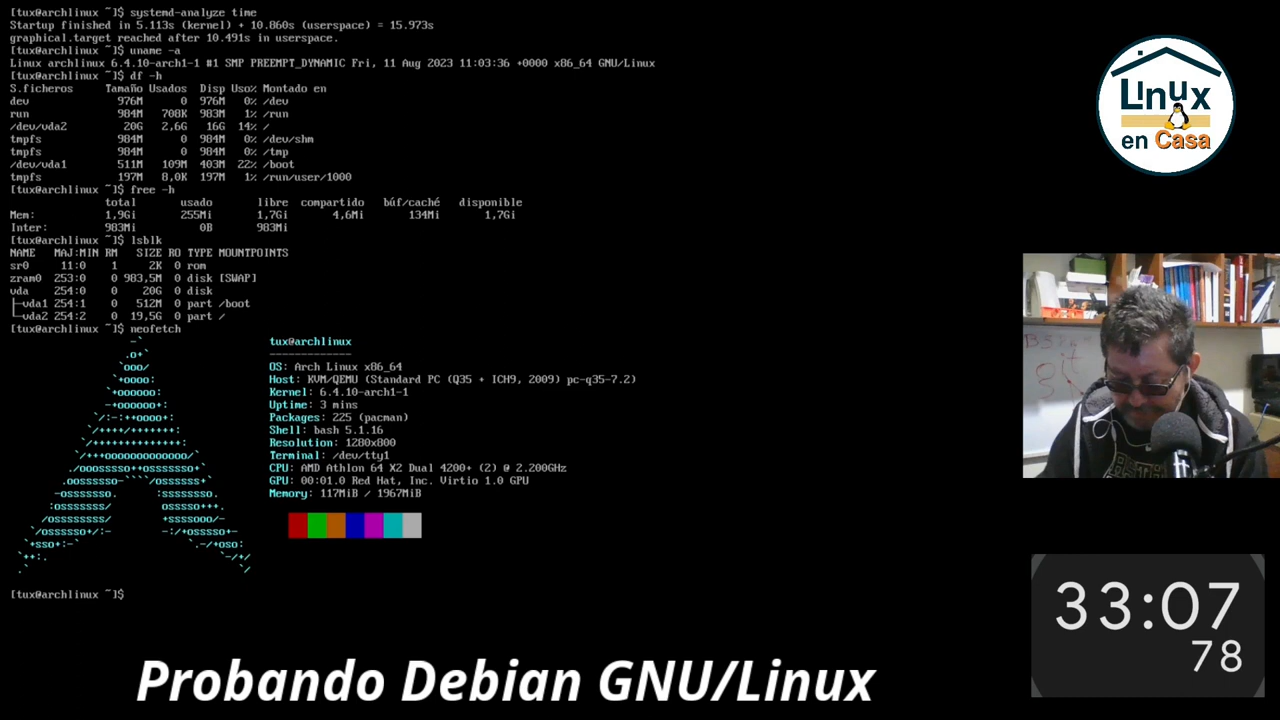 [tux@archlinux ~]$ systemd-analyze time
Startup finished in 5.113s (kernel) + 10.860s (userspace) = 15.973s
graphical.target reached after 10.491s in userspace.
[tux@archlinux ~]$ uname -a
Linux archlinux 6.4.10-arch1-1 #1 SMP PREEMPT_DYNAMIC Fri, 11 Aug 2023 11:03:36 +0000 x86_64 GNU/Linux
[tux@archlinux ~]$ df -h
S.ficheros Tamaño Usados Disp Uso% Montado en
dev 976M 0 976M 0% /dev
run 984M 708K 983M 1% /run
/dev/vda2 20G 2,6G 16G 14% /
tmpfs 984M 0 984M 0% /dev/shm
tmpfs 984M 0 984M 0% /tmp
/dev/vda1 511M 109M 403M 22% /boot
tmpfs 197M 8,0K 197M 1% /run/user/1000
[tux@archlinux ~]$ free -h
total usado libre compartido búf/caché disponible
Mem: 1,9Gi 255Mi 1,7Gi 4,6Mi 134Mi 1,7Gi
Inter: 983Mi 0B 983Mi
[tux@archlinux ~]$ lsblk
NAME MAJ:MIN RM SIZE RO TYPE MOUNTPOINTS
sr0 11:0 1 2K 0 rom
zram0 253:0 0 983,5M 0 disk [SWAP]
vda 254:0 0 20G 0 disk
├─vda1 254:1 0 512M 0 part /boot
└─vda2 254:2 0 19,5G 0 part /
[tux@archlinux ~]$ neofetch
tux@archlinux
-------------
OS: Arch Linux x86_64
Host: KVM/QEMU (Standard PC (Q35 + ICH9, 2009) pc-q35-7.2)
Kernel: 6.4.10-arch1-1
Uptime: 3 mins
Packages: 225 (pacman)
Shell: bash 5.1.16
Resolution: 1280x800
Terminal: /dev/tty1
CPU: AMD Athlon 64 X2 Dual 4200+ (2) @ 2.200GHz
GPU: 00:01.0 Red Hat, Inc. Virtio 1.0 GPU
Memory: 117MiB / 1967MiB
[tux@archlinux ~]$
Linux
en Casa
git
33:07
78
Probando Debian GNU/Linux